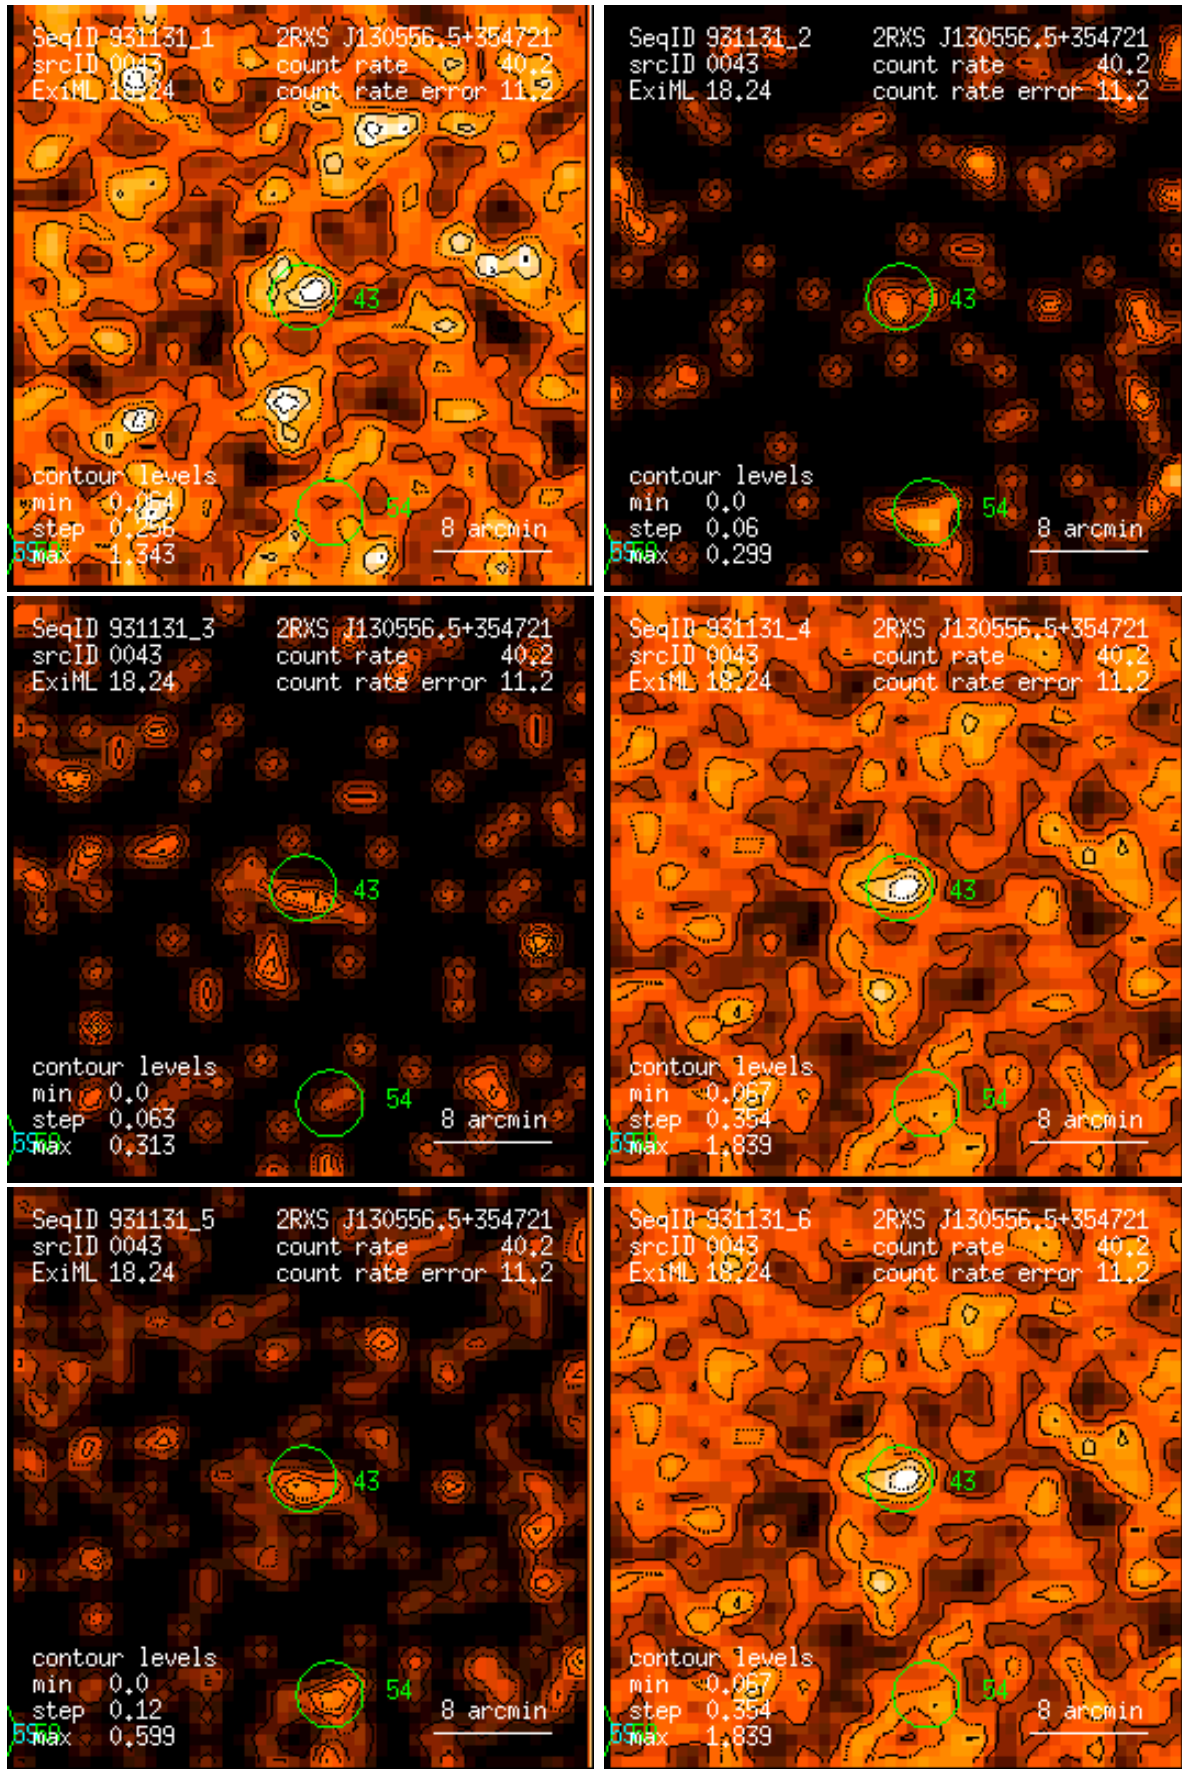 SeqID 931131_1 2RXS J130556.5+354721
srcID 0043 count rate 40.2
ExiML 18.24 count rate error 11.2
43
contour levels
min 0.064
54
step 0.256
8 arcmin
59
max 1.343
SeqID 931131_2 2RXS J130556.5+354721
srcID 0043 count rate 40.2
ExiML 18.24 count rate error 11.2
43
contour levels
min 0.0
54
step 0.06
8 arcmin
59
max 0.299
SeqID 931131_3 2RXS J130556.5+354721
srcID 0043 count rate 40.2
ExiML 18.24 count rate error 11.2
43
contour levels
min 0.0
54
step 0.063
8 arcmin
59
max 0.313
SeqID 931131_4 2RXS J130556.5+354721
srcID 0043 count rate 40.2
ExiML 18.24 count rate error 11.2
43
contour levels
min 0.067
54
step 0.354
8 arcmin
59
max 1.839
SeqID 931131_5 2RXS J130556.5+354721
srcID 0043 count rate 40.2
ExiML 18.24 count rate error 11.2
43
contour levels
min 0.0
54
step 0.12
8 arcmin
59
max 0.599
SeqID 931131_6 2RXS J130556.5+354721
srcID 0043 count rate 40.2
ExiML 18.24 count rate error 11.2
43
contour levels
min 0.067
54
step 0.354
8 arcmin
59
max 1.839